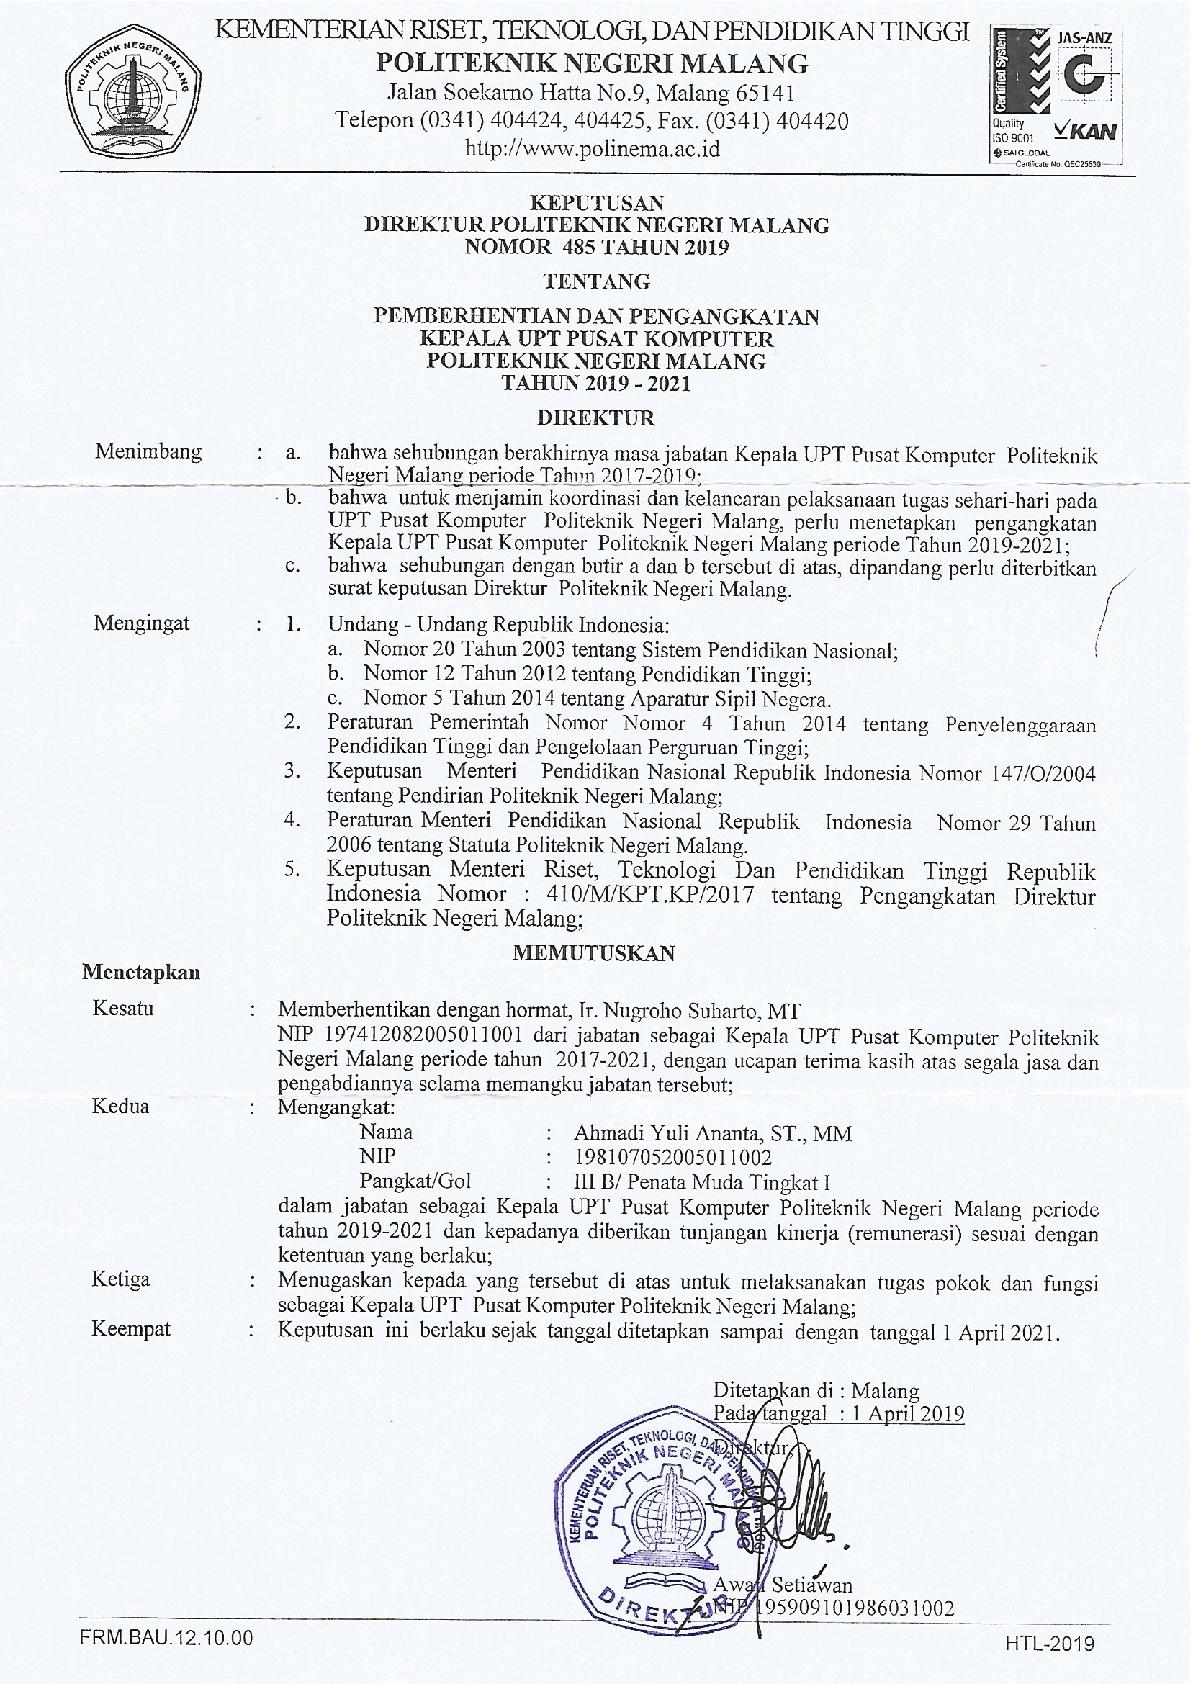 KEMENTERIAN RISET, TEKNOLOGI, DAN PENDIDIKAN TINGGI
POLITEKNIK NEGERI MALANG
Jalan Soekarno Hatta No.9, Malang 65141
Telepon (0341) 404424, 404425, Fax. (0341) 404420
http://www.polinema.ac.id
POLITEKNIK NEGERI MALANG
Certified System
JAS-ANZ
Quality
ISO 9001
KAN
SAI GLOBAL
Certificate No. QEC25539
KEPUTUSAN
DIREKTUR POLITEKNIK NEGERI MALANG
NOMOR 485 TAHUN 2019
TENTANG
PEMBERHENTIAN DAN PENGANGKATAN
KEPALA UPT PUSAT KOMPUTER
POLITEKNIK NEGERI MALANG
TAHUN 2019 - 2021
DIREKTUR
Menimbang : a. bahwa sehubungan berakhirnya masa jabatan Kepala UPT Pusat Komputer Politeknik
Negeri Malang periode Tahun 2017-2019;
b. bahwa untuk menjamin koordinasi dan kelancaran pelaksanaan tugas sehari-hari pada
UPT Pusat Komputer Politeknik Negeri Malang, perlu menetapkan pengangkatan
Kepala UPT Pusat Komputer Politeknik Negeri Malang periode Tahun 2019-2021;
c. bahwa sehubungan dengan butir a dan b tersebut di atas, dipandang perlu diterbitkan
surat keputusan Direktur Politeknik Negeri Malang.
Mengingat : 1. Undang - Undang Republik Indonesia:
a. Nomor 20 Tahun 2003 tentang Sistem Pendidikan Nasional;
b. Nomor 12 Tahun 2012 tentang Pendidikan Tinggi;
c. Nomor 5 Tahun 2014 tentang Aparatur Sipil Negera.
2. Peraturan Pemerintah Nomor Nomor 4 Tahun 2014 tentang Penyelenggaraan
Pendidikan Tinggi dan Pengelolaan Perguruan Tinggi;
3. Keputusan Menteri Pendidikan Nasional Republik Indonesia Nomor 147/O/2004
tentang Pendirian Politeknik Negeri Malang;
4. Peraturan Menteri Pendidikan Nasional Republik Indonesia Nomor 29 Tahun
2006 tentang Statuta Politeknik Negeri Malang.
5. Keputusan Menteri Riset, Teknologi Dan Pendidikan Tinggi Republik
Indonesia Nomor : 410/M/KPT.KP/2017 tentang Pengangkatan Direktur
Politeknik Negeri Malang;
MEMUTUSKAN
Menetapkan
Kesatu : Memberhentikan dengan hormat, Ir. Nugroho Suharto, MT
NIP 197412082005011001 dari jabatan sebagai Kepala UPT Pusat Komputer Politeknik
Negeri Malang periode tahun 2017-2021, dengan ucapan terima kasih atas segala jasa dan
pengabdiannya selama memangku jabatan tersebut;
Kedua : Mengangkat:
Nama : Ahmadi Yuli Ananta, ST., MM
NIP : 198107052005011002
Pangkat/Gol : III B/ Penata Muda Tingkat I
dalam jabatan sebagai Kepala UPT Pusat Komputer Politeknik Negeri Malang periode
tahun 2019-2021 dan kepadanya diberikan tunjangan kinerja (remunerasi) sesuai dengan
ketentuan yang berlaku;
Ketiga : Menugaskan kepada yang tersebut di atas untuk melaksanakan tugas pokok dan fungsi
sebagai Kepala UPT Pusat Komputer Politeknik Negeri Malang;
Keempat : Keputusan ini berlaku sejak tanggal ditetapkan sampai dengan tanggal 1 April 2021.
Ditetapkan di : Malang
Pada tanggal : 1 April 2019
Direktur,
KEMENTERIAN RISET, TEKNOLOGI, DAN PENDIDIKAN TINGGI
POLITEKNIK NEGERI MALANG
DIREKTUR
Awan Setiawan
NIP 195909101986031002
FRM.BAU.12.10.00
HTL-2019